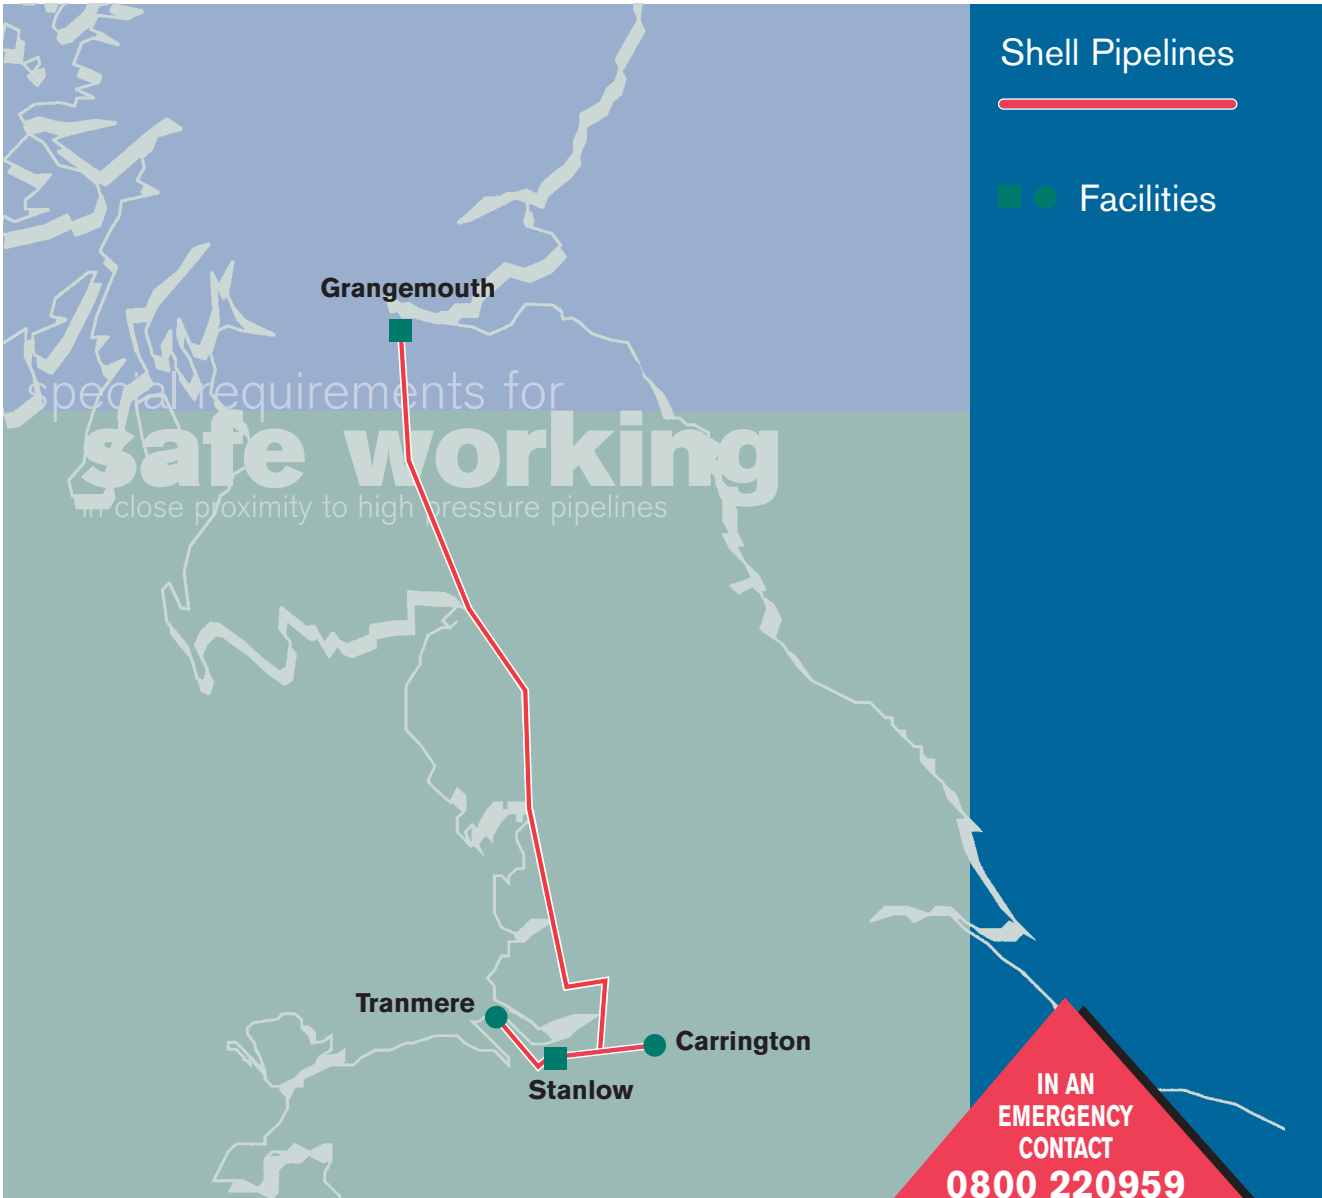 Shell Pipelines
Facilities
Grangemouth
special requirements for
safe working
in close proximity to high pressure pipelines
Tranmere
Carrington
Stanlow
IN AN
EMERGENCY
CONTACT
0800 220959